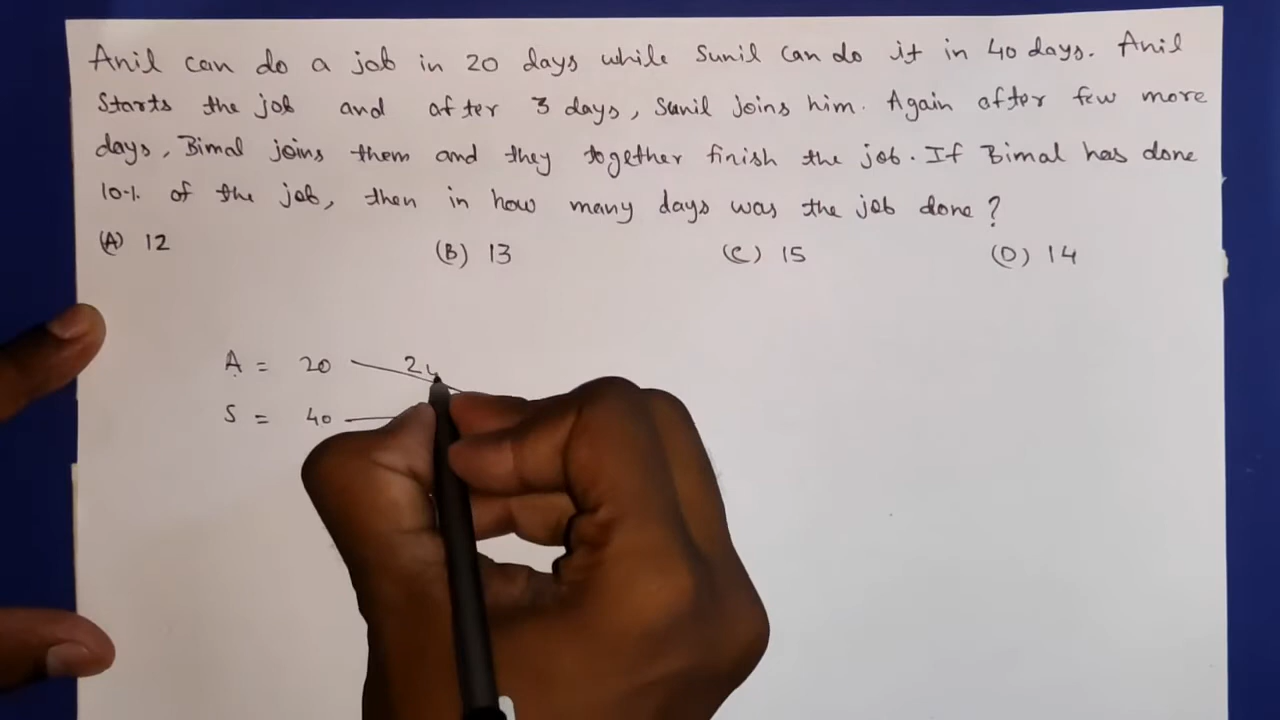 Anil can do a job in 20 days while Sunil can do it in 40 days. Anil
Starts the job and after 3 days, Sunil joins him. Again after few more
days, Bimal joins them and they together finish the job. If Bimal has done
10% of the job, then in how many days was the job done?
(A) 12 (B) 13 (C) 15 (D) 14
A = 20 2
S = 40